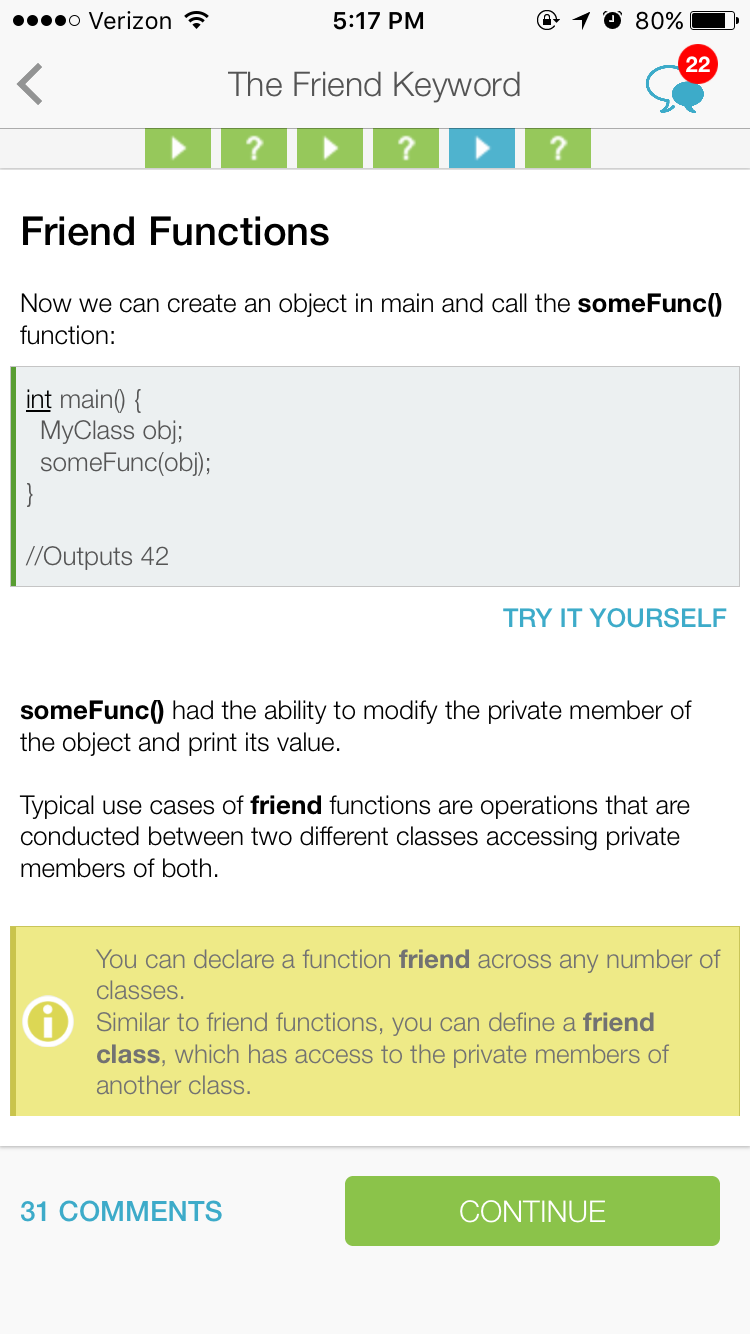 Verizon 5:17 PM 80%
The Friend Keyword 22
? ? ?
Friend Functions
Now we can create an object in main and call the someFunc()
function:
int main() {
MyClass obj;
someFunc(obj);
}
//Outputs 42
TRY IT YOURSELF
someFunc() had the ability to modify the private member of
the object and print its value.
Typical use cases of friend functions are operations that are
conducted between two different classes accessing private
members of both.
You can declare a function friend across any number of
classes.
Similar to friend functions, you can define a friend
class, which has access to the private members of
another class.
31 COMMENTS CONTINUE